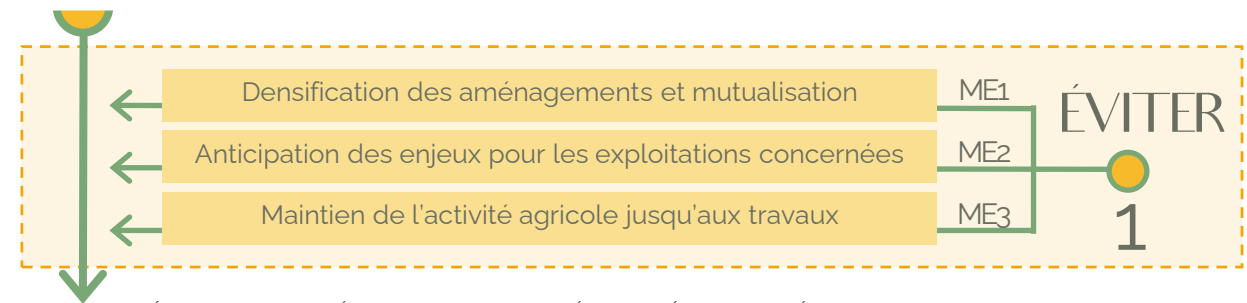 Densification des aménagements et mutualisation
ME1
Anticipation des enjeux pour les exploitations concernées
ME2
Maintien de l'activité agricole jusqu'aux travaux
ME3
ÉVITER
1